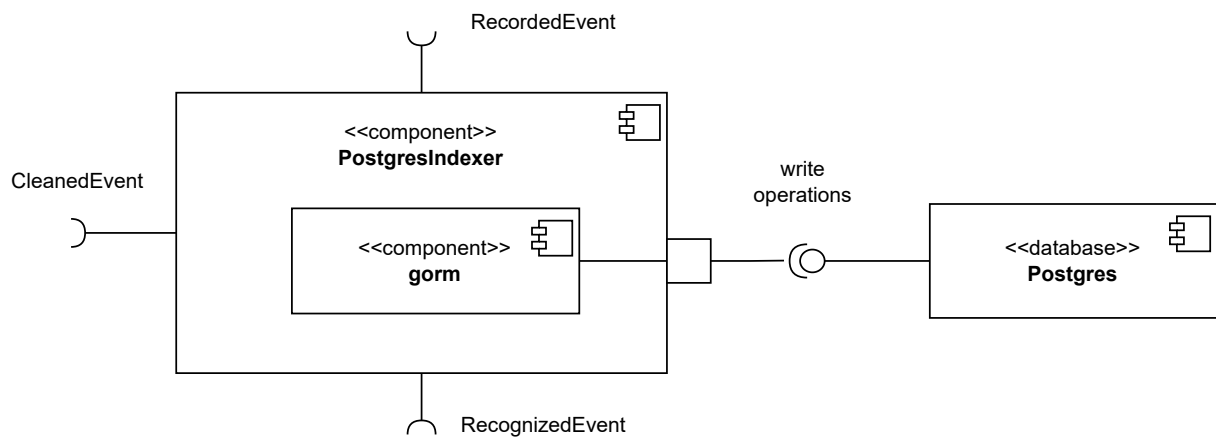 RecordedEvent
<<component>>
PostgresIndexer
CleanedEvent
write
operations
<<component>>
gorm
<<database>>
Postgres
RecognizedEvent